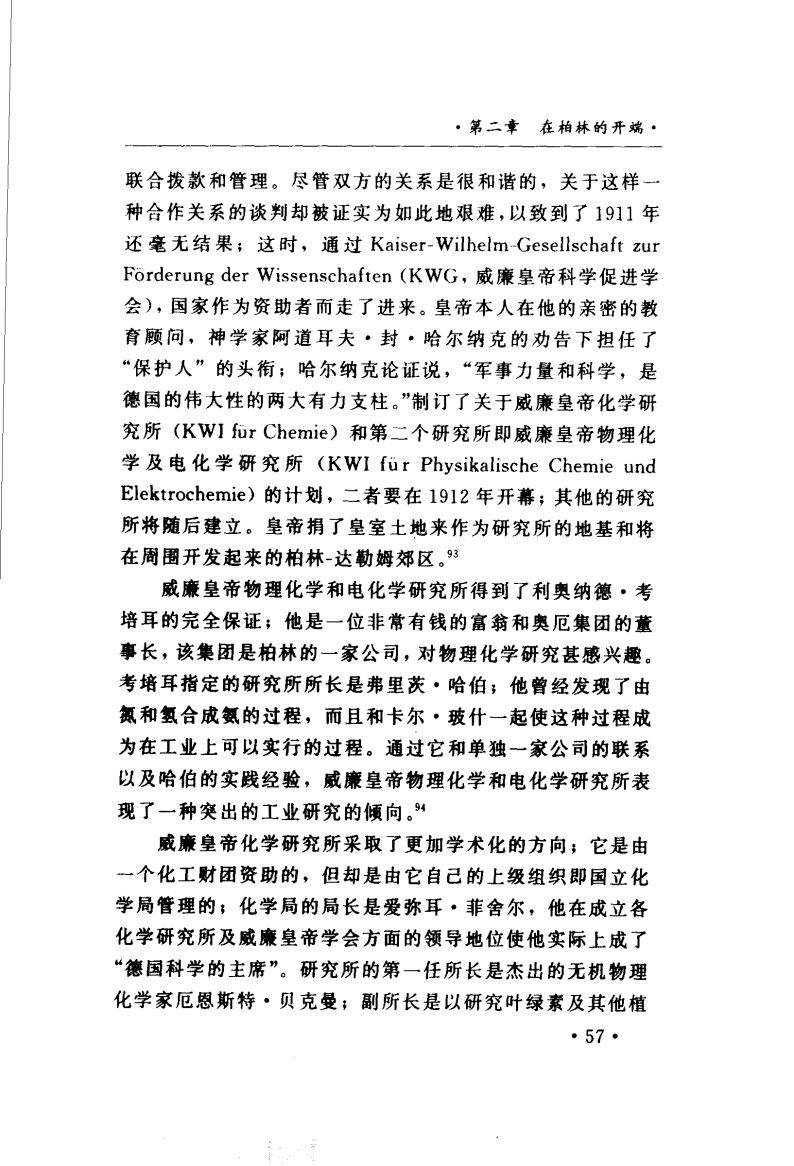 ·第二章　在柏林的开端·
联合拨款和管理。尽管双方的关系是很和谐的，关于这样一
种合作关系的谈判却被证实为如此地艰难，以致到了1911年
还毫无结果；这时，通过 Kaiser-Wilhelm-Gesellschaft zur
Förderung der Wissenschaften（KWG，威廉皇帝科学促进学
会），国家作为资助者而走了进来。皇帝本人在他的亲密的教
育顾问，神学家阿道耳夫·封·哈尔纳克的劝告下担任了
“保护人”的头衔；哈尔纳克论证说，“军事力量和科学，是
德国的伟大性的两大有力支柱。”制订了关于威廉皇帝化学研
究所（KWI für Chemie）和第二个研究所即威廉皇帝物理化
学及电化学研究所（KWI für Physikalische Chemie und
Elektrochemie）的计划，二者要在1912年开幕；其他的研究
所将随后建立。皇帝捐了皇室土地来作为研究所的地基和将
在周围开发起来的柏林-达勒姆郊区。93
威廉皇帝物理化学和电化学研究所得到了利奥纳德·考
培耳的完全保证；他是一位非常有钱的富翁和奥厄集团的董
事长，该集团是柏林的一家公司，对物理化学研究甚感兴趣。
考培耳指定的研究所所长是弗里茨·哈伯；他曾经发现了由
氮和氢合成氨的过程，而且和卡尔·玻什一起使这种过程成
为在工业上可以实行的过程。通过它和单独一家公司的联系
以及哈伯的实践经验，威廉皇帝物理化学和电化学研究所表
现了一种突出的工业研究的倾向。94
威廉皇帝化学研究所采取了更加学术化的方向；它是由
一个化工财团资助的，但却是由它自己的上级组织即国立化
学局管理的；化学局的局长是爱弥耳·菲舍尔，他在成立各
化学研究所及威廉皇帝学会方面的领导地位使他实际上成了
“德国科学的主席”。研究所的第一任所长是杰出的无机物理
化学家厄恩斯特·贝克曼；副所长是以研究叶绿素及其他植
·57·